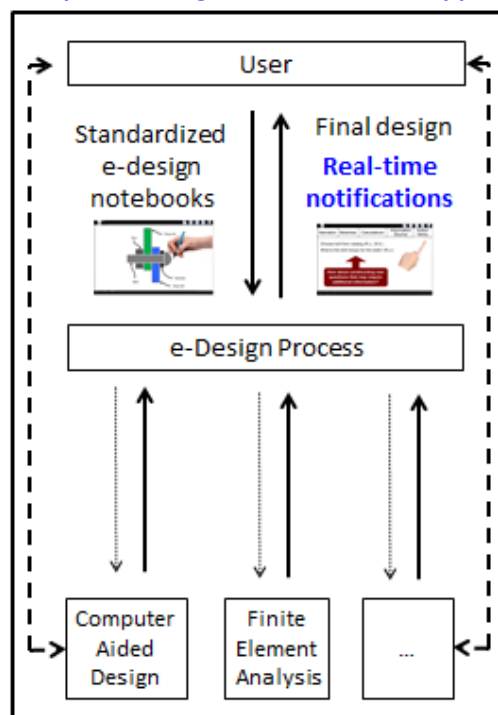 User
Standardized
e-design
notebooks
Final design
Real-time
notifications
e-Design Process
Computer
Aided
Design
Finite
Element
Analysis
...